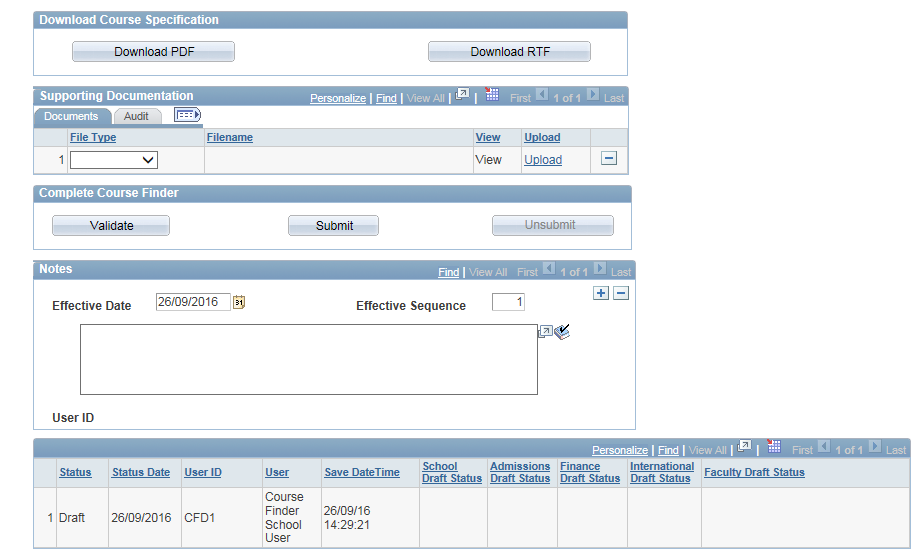 Download Course Specification
Download PDF Download RTF
Supporting Documentation Personalize | Find | View All | | First 1 of 1 Last
Documents Audit
File Type Filename View Upload
1 View Upload
Complete Course Finder
Validate Submit Unsubmit
Notes Find | View All First 1 of 1 Last
Effective Date 26/09/2016 31 Effective Sequence 1
User ID
Personalize | Find | View All | | First 1 of 1 Last
Status Status Date User ID User Save DateTime School Draft Status Admissions Draft Status Finance Draft Status International Draft Status Faculty Draft Status
1 Draft 26/09/2016 CFD1 Course Finder School User 26/09/16 14:29:21